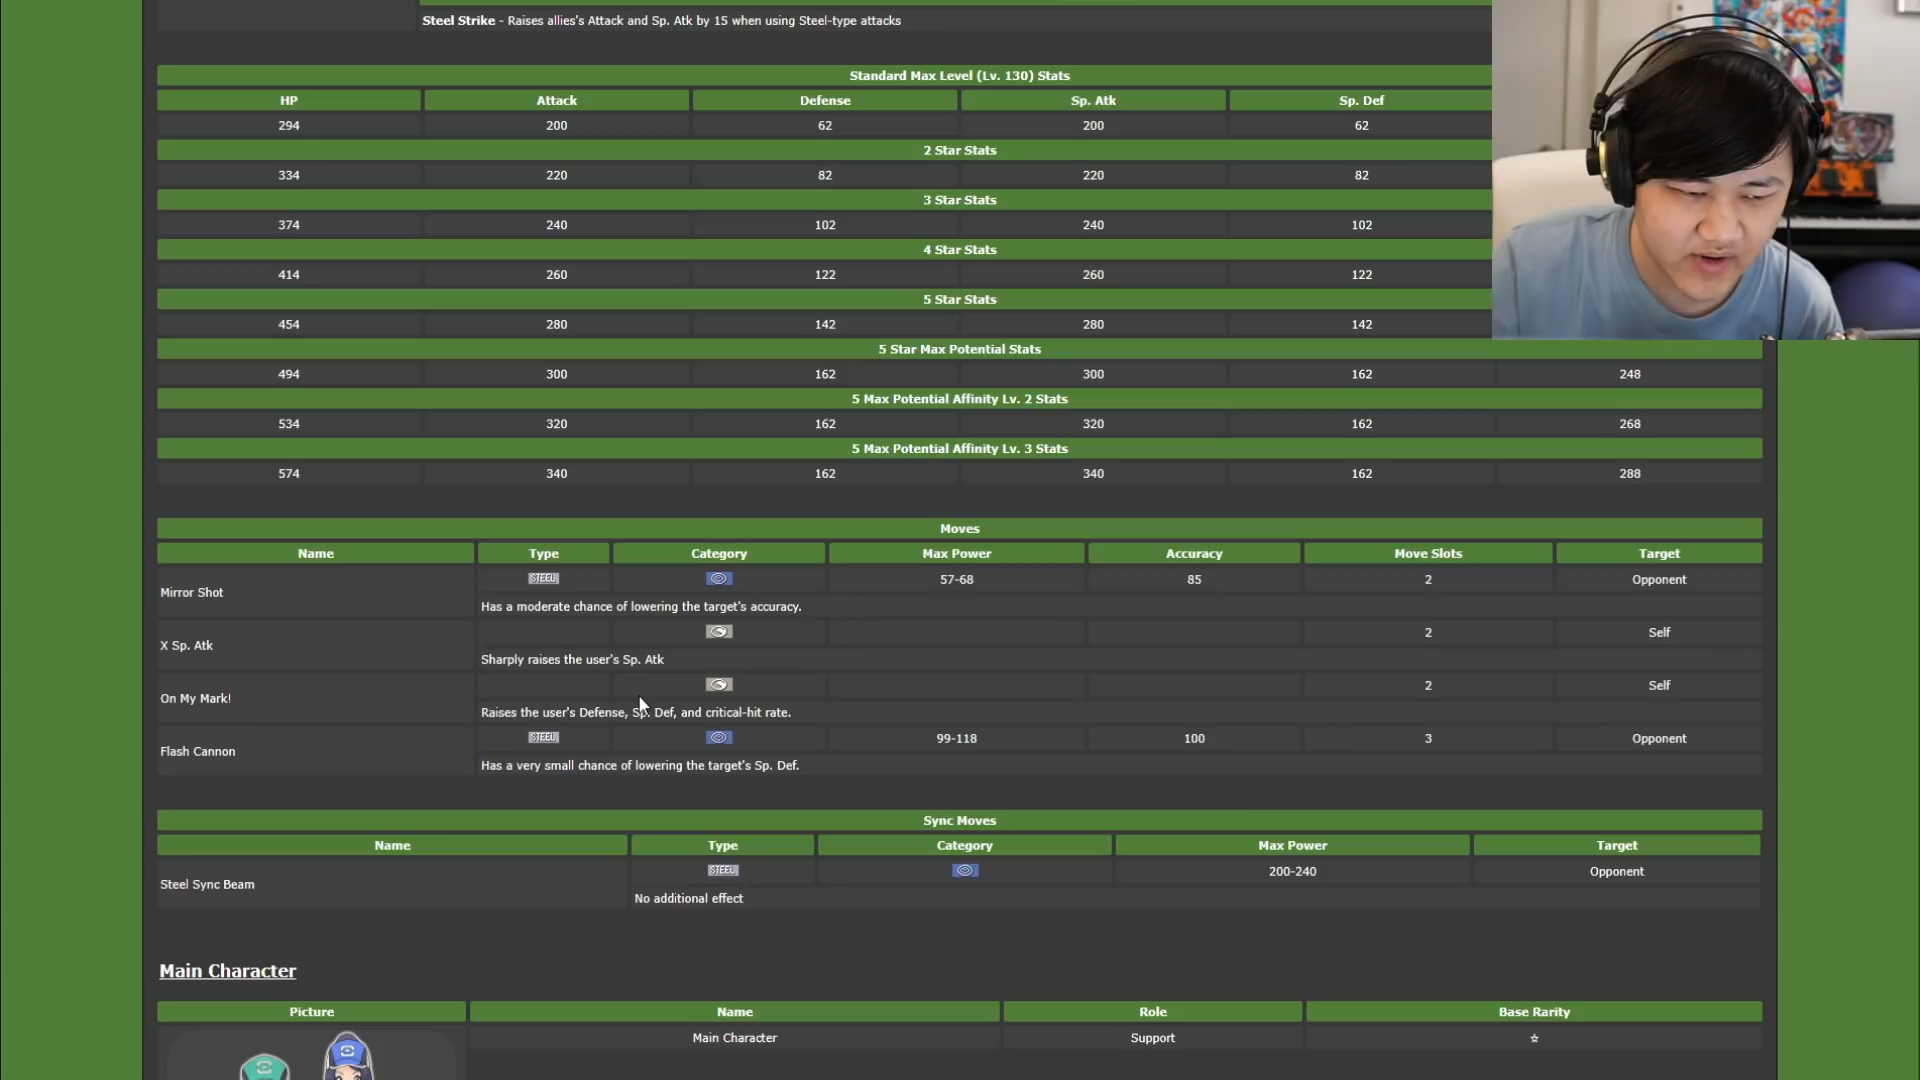 Steel Strike - Raises allies's Attack and Sp. Atk by 15 when using Steel-type attacks
Standard Max Level (Lv. 130) Stats
HP Attack Defense Sp. Atk Sp. Def
294 200 62 200 62
2 Star Stats
334 220 82 220 82
3 Star Stats
374 240 102 240 102
4 Star Stats
414 260 122 260 122
5 Star Stats
454 280 142 280 142
5 Star Max Potential Stats
494 300 162 300 162 248
5 Max Potential Affinity Lv. 2 Stats
534 320 162 320 162 268
5 Max Potential Affinity Lv. 3 Stats
574 340 162 340 162 288
Moves
Name Type Category Max Power Accuracy Move Slots Target
Mirror Shot STEEL 57-68 85 2 Opponent
Has a moderate chance of lowering the target's accuracy.
X Sp. Atk 2 Self
Sharply raises the user's Sp. Atk
On My Mark! 2 Self
Raises the user's Defense, Sp. Def, and critical-hit rate.
Flash Cannon STEEL 99-118 100 3 Opponent
Has a very small chance of lowering the target's Sp. Def.
Sync Moves
Name Type Category Max Power Target
Steel Sync Beam STEEL 200-240 Opponent
No additional effect
Main Character
Picture Name Role Base Rarity
Main Character Support ☆